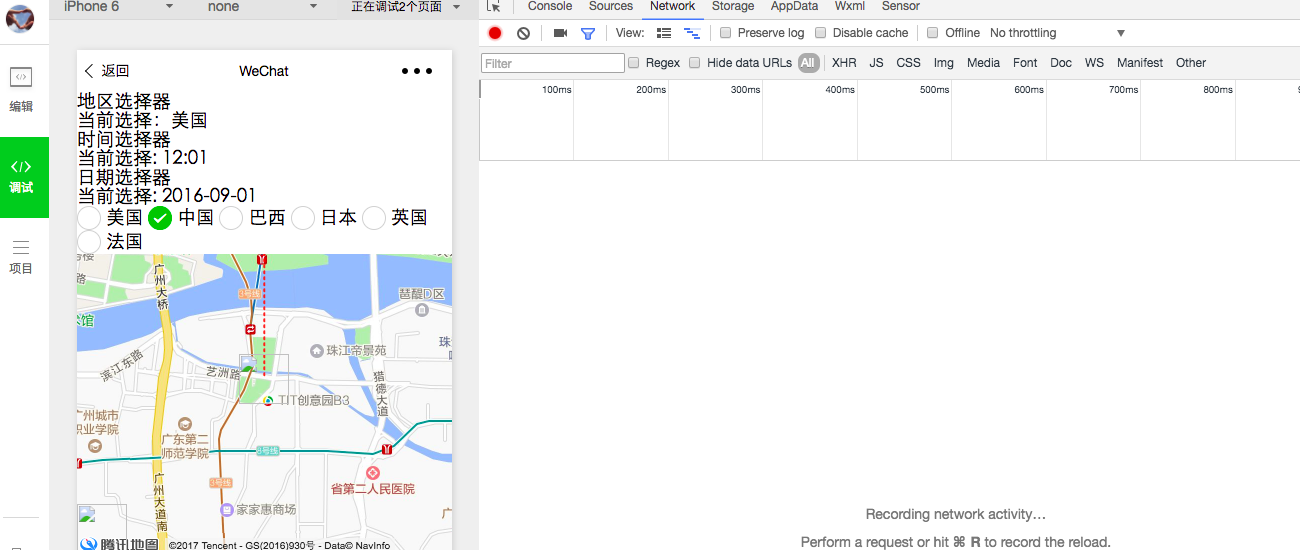 iPhone 6
none
正在调试2个页面
Console Sources Network Storage AppData Wxml Sensor
View: Preserve log Disable cache Offline No throttling
Filter Regex Hide data URLs All XHR JS CSS Img Media Font Doc WS Manifest Other
100ms 200ms 300ms 400ms 500ms 600ms 700ms 800ms
编辑
调试
项目
返回 WeChat
地区选择器
当前选择：美国
时间选择器
当前选择: 12:01
日期选择器
当前选择: 2016-09-01
美国 中国 巴西 日本 英国
法国
广州大桥
3号线
琶醍D区
术馆
珠江帝景苑
滨江东路
艺洲路
猎德大道
TIT创意园B3
广州城市
职业学院
广东第二
师范学院
8号线
广州大道南
3号线
省第二人民医院
家家惠商场
腾讯地图
©2017 Tencent - GS(2016)930号 - Data© NavInfo
Recording network activity…
Perform a request or hit ⌘ R to record the reload.